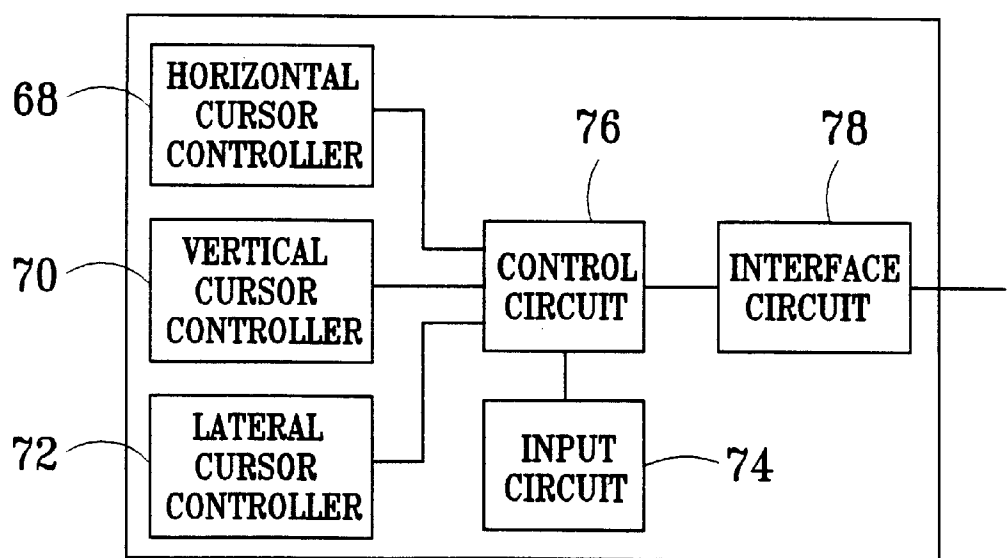 68
HORIZONTAL
CURSOR
CONTROLLER
70
VERTICAL
CURSOR
CONTROLLER
72
LATERAL
CURSOR
CONTROLLER
76
CONTROL
CIRCUIT
78
INTERFACE
CIRCUIT
INPUT
CIRCUIT
74